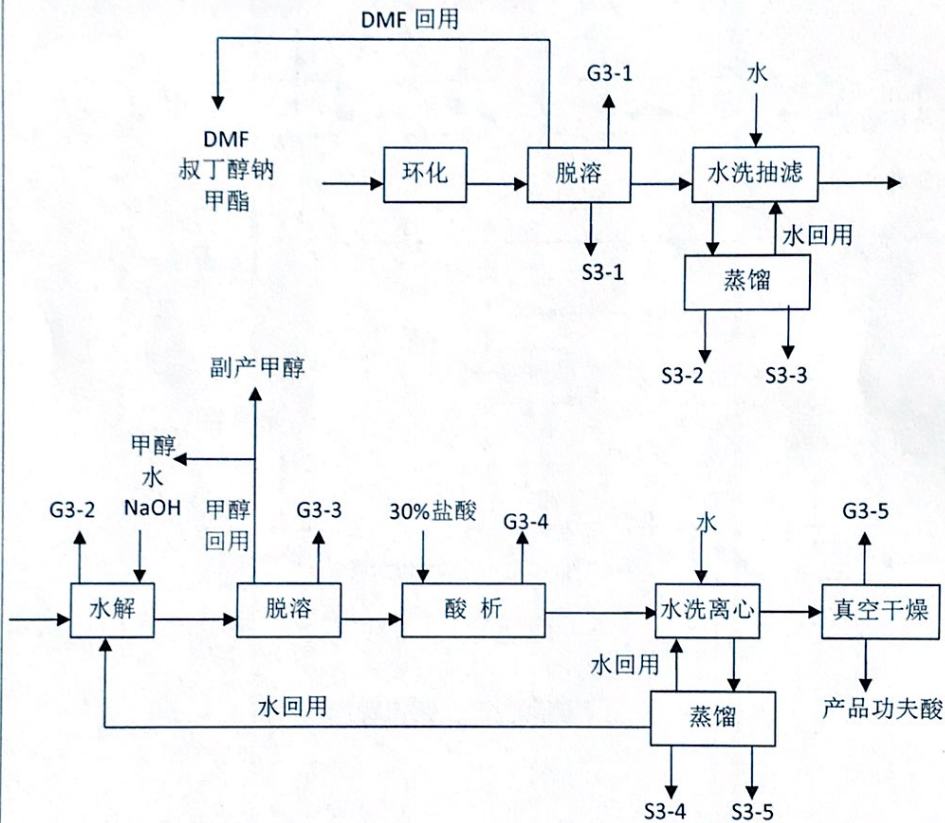 DMF 回用
G3-1
水
DMF
叔丁醇钠
甲酯
环化
脱溶
水洗抽滤
水回用
S3-1
蒸馏
S3-2
S3-3
副产甲醇
甲醇
水
NaOH
G3-2
甲醇
回用
G3-3
30%盐酸
G3-4
水
G3-5
水解
脱溶
酸 析
水洗离心
真空干燥
水回用
水回用
蒸馏
产品功夫酸
S3-4
S3-5